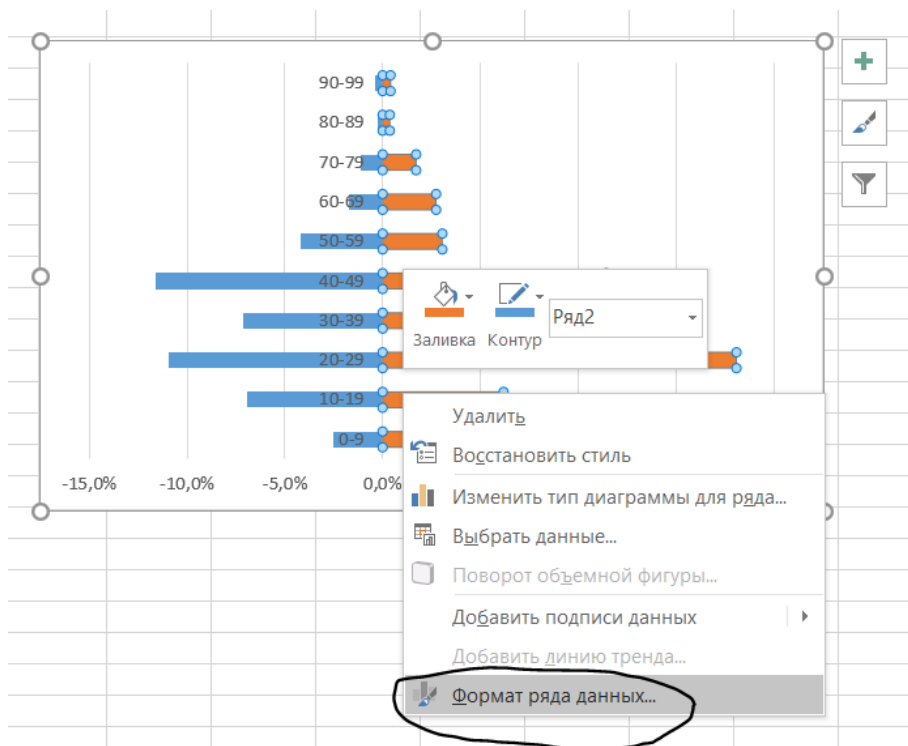 90-99
80-89
70-79
60-69
50-59
40-49
30-39
20-29
10-19
0-9
-15,0% -10,0% -5,0% 0,0%
Заливка Контур Ряд2
Удалить
Восстановить стиль
Изменить тип диаграммы для ряда...
Выбрать данные...
Поворот объемной фигуры...
Добавить подписи данных
Добавить линию тренда...
Формат ряда данных...